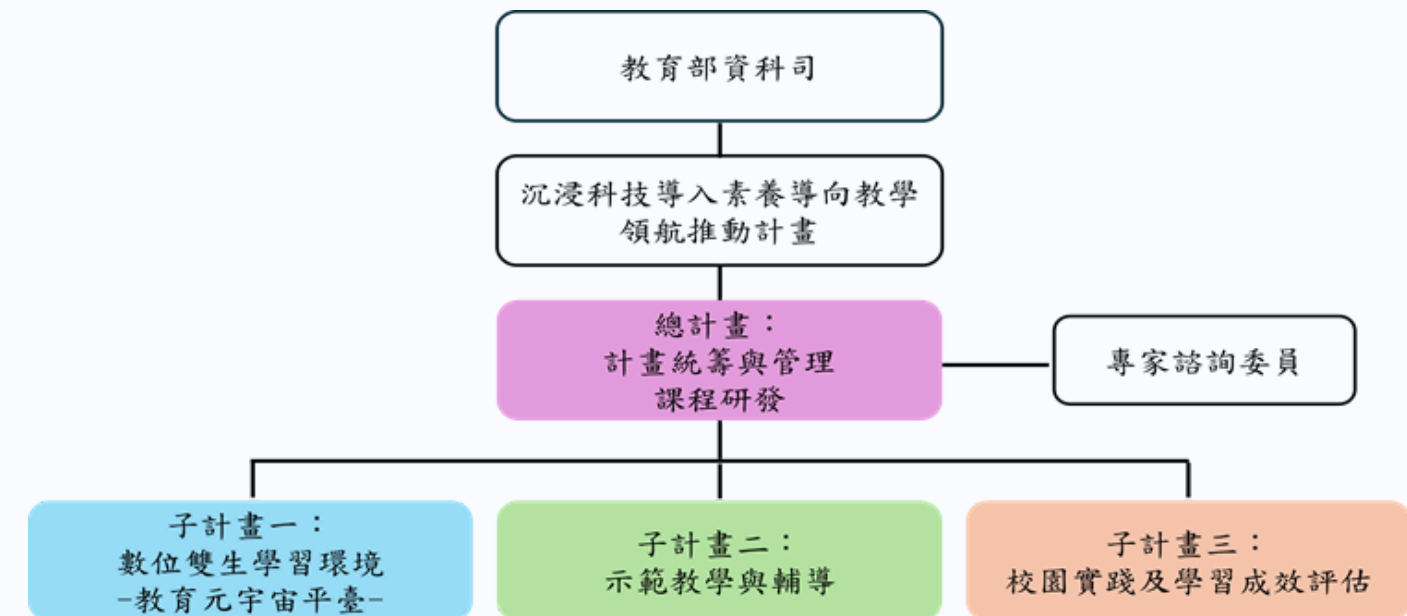 教育部資科司
沉浸科技導入素養導向教學
領航推動計畫
總計畫：
計畫統籌與管理
課程研發
專家諮詢委員
子計畫一：
數位雙生學習環境
-教育元宇宙平臺-
子計畫二：
示範教學與輔導
子計畫三：
校園實踐及學習成效評估